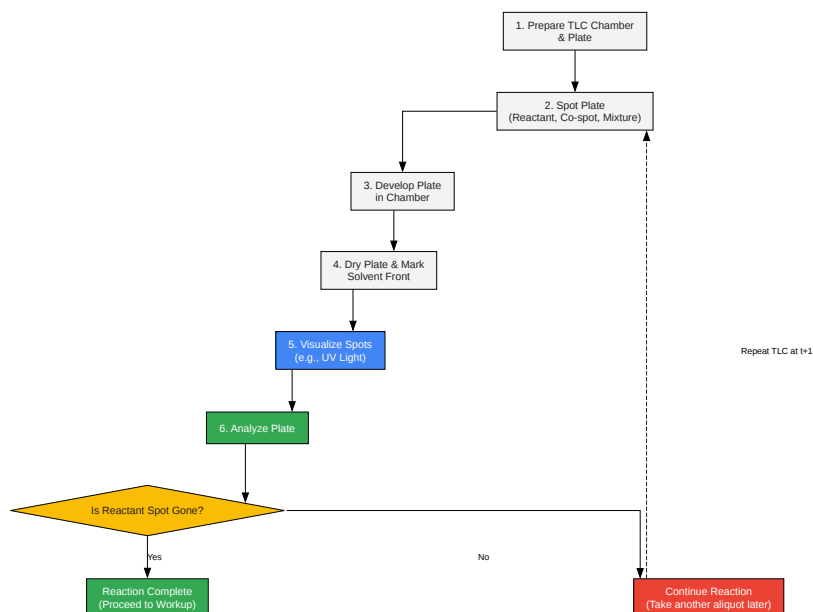 1. Prepare TLC Chamber
& Plate
2. Spot Plate
(Reactant, Co-spot, Mixture)
3. Develop Plate
in Chamber
4. Dry Plate & Mark
Solvent Front
5. Visualize Spots
(e.g., UV Light)
Repeat TLC at t+1
6. Analyze Plate
Is Reactant Spot Gone?
Yes
No
Reaction Complete
(Proceed to Workup)
Continue Reaction
(Take another aliquot later)